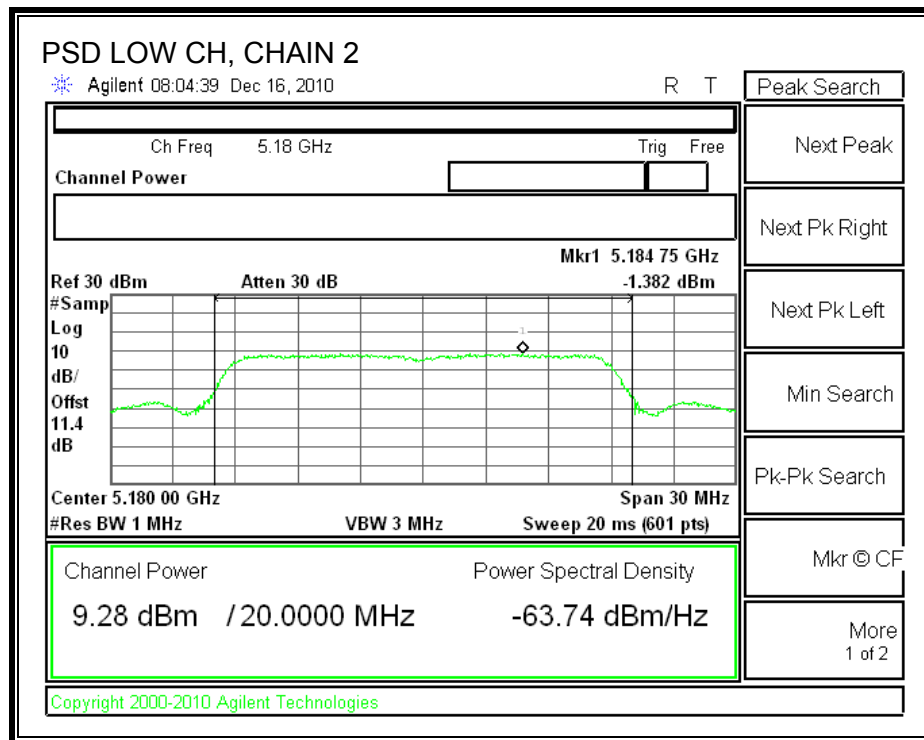 PSD LOW CH, CHAIN 2
Agilent 08:04:39 Dec 16, 2010 R T
Peak Search
Ch Freq 5.18 GHz Trig Free
Channel Power
Next Peak
Next Pk Right
Mkr1 5.184 75 GHz
Ref 30 dBm Atten 30 dB -1.382 dBm
#Samp
Log
10
dB/
Offst
11.4
dB
1
Next Pk Left
Min Search
Pk-Pk Search
Center 5.180 00 GHz Span 30 MHz
#Res BW 1 MHz VBW 3 MHz Sweep 20 ms (601 pts)
Channel Power Power Spectral Density
9.28 dBm / 20.0000 MHz -63.74 dBm/Hz
Mkr © CF
More
1 of 2
Copyright 2000-2010 Agilent Technologies